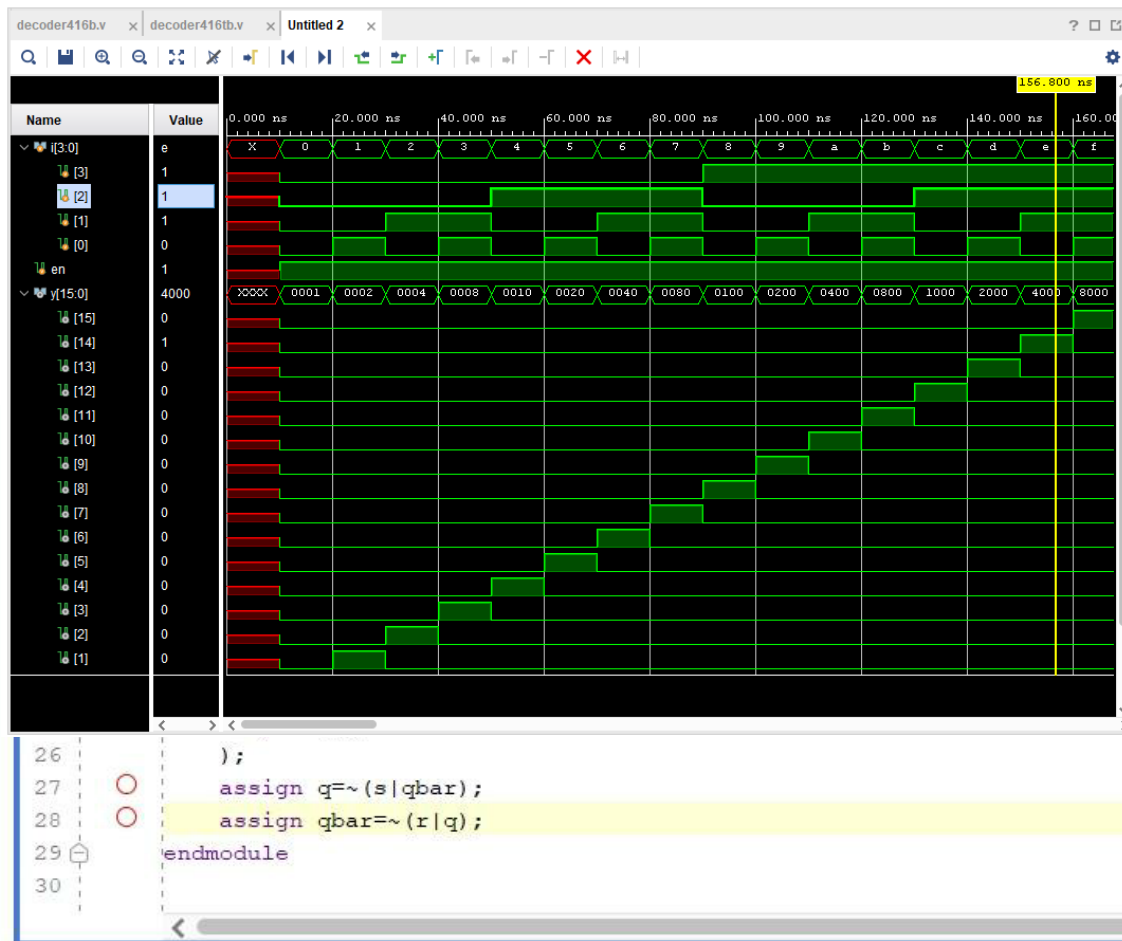 decoder416b.v × decoder416tb.v × Untitled 2 × ?
156.800 ns
Name Value 0.000 ns 20.000 ns 40.000 ns 60.000 ns 80.000 ns 100.000 ns 120.000 ns 140.000 ns 160.00
i[3:0] e X 0 1 2 3 4 5 6 7 8 9 a b c d e f
[3] 1
[2] 1
[1] 1
[0] 0
en 1
y[15:0] 4000 XXXX 0001 0002 0004 0008 0010 0020 0040 0080 0100 0200 0400 0800 1000 2000 4000 8000
[15] 0
[14] 1
[13] 0
[12] 0
[11] 0
[10] 0
[9] 0
[8] 0
[7] 0
[6] 0
[5] 0
[4] 0
[3] 0
[2] 0
[1] 0
26 );
27 assign q=~(s|qbar);
28 assign qbar=~(r|q);
29 endmodule
30